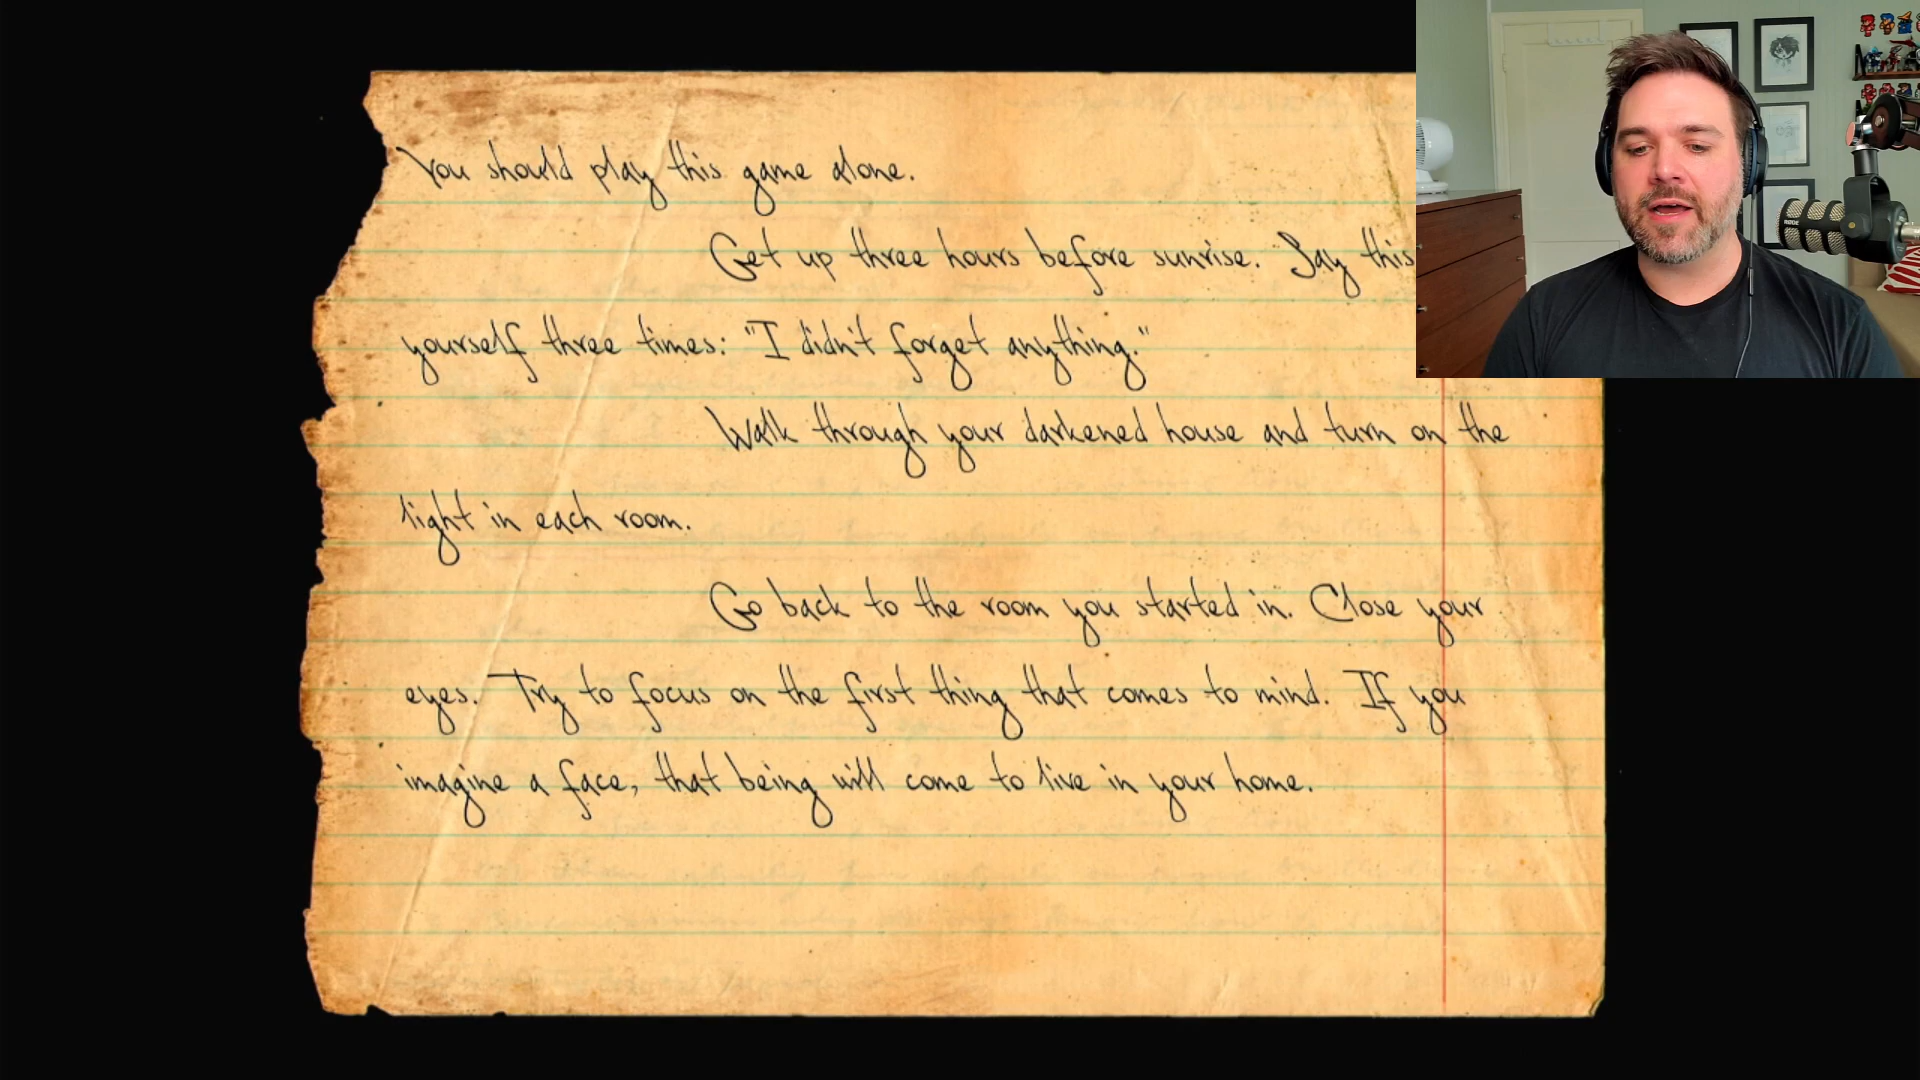 You should play this game alone.
Get up three hours before sunrise. Say this
yourself three times: "I didn't forget anything."
Walk through your darkened house and turn on the
light in each room.
Go back to the room you started in. Close your
eyes. Try to focus on the first thing that comes to mind. If you
imagine a face, that being will come to live in your home.